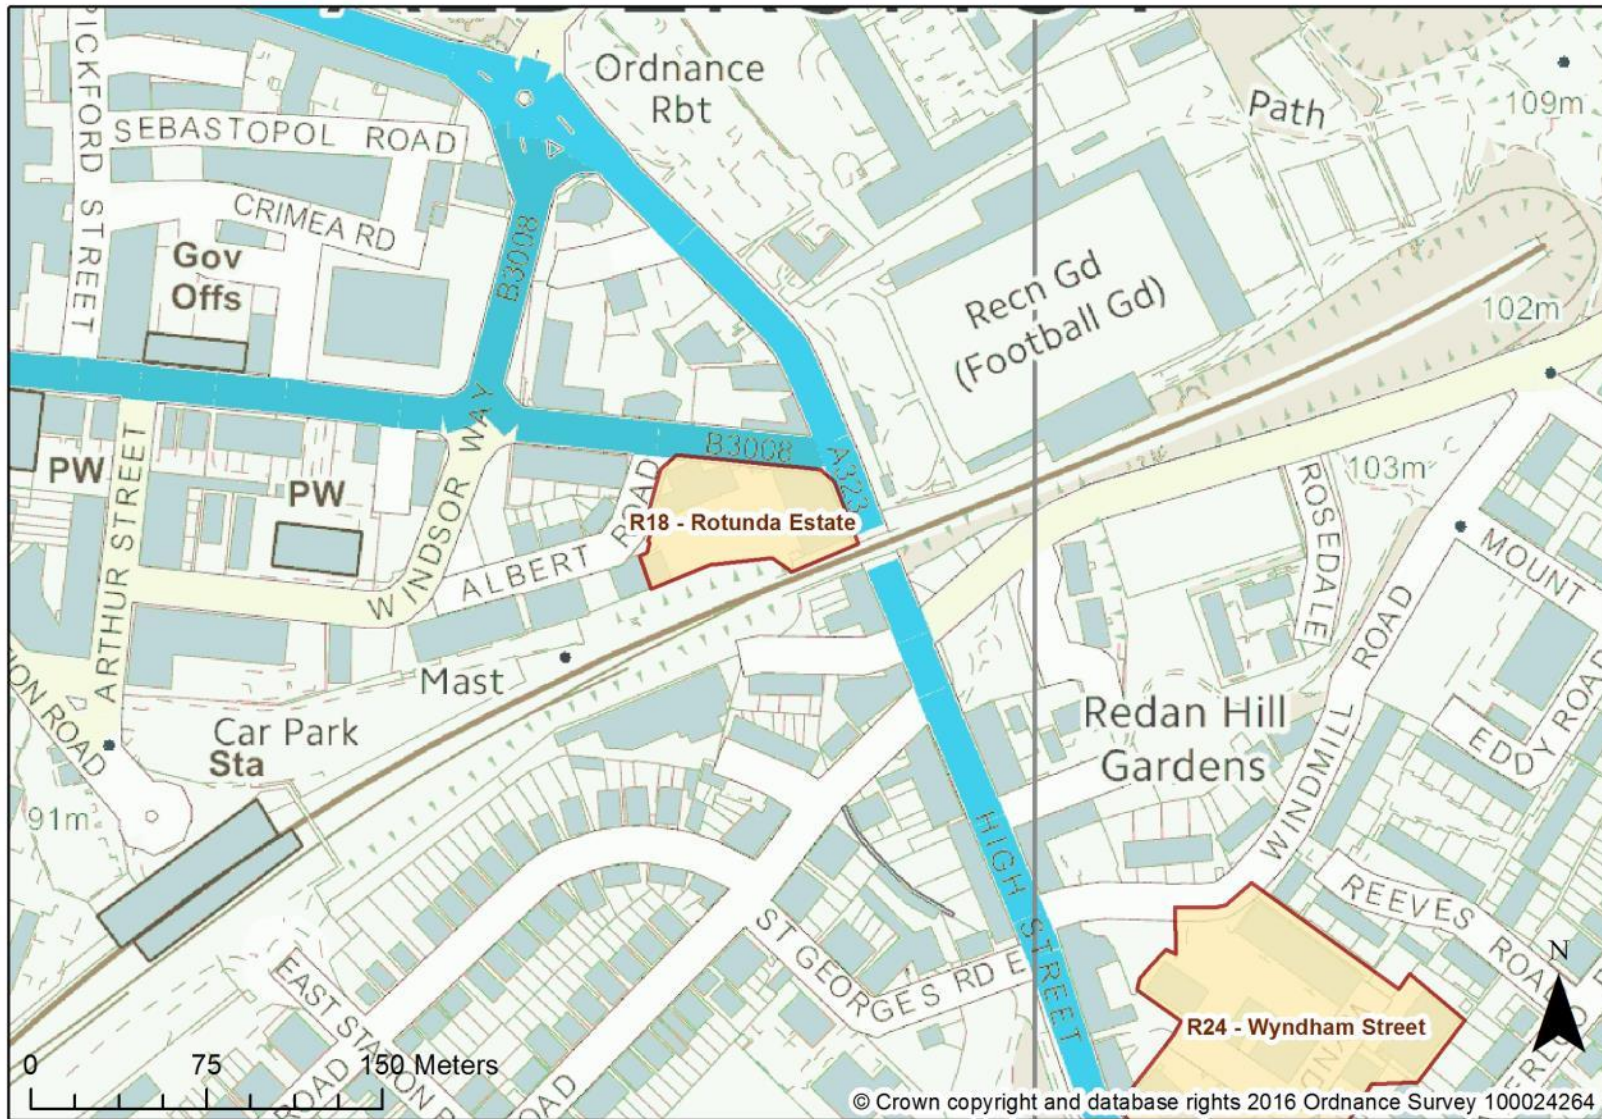 Ordnance
Rbt
Path
109m
PICKFORD STREET
SEBASTOPOL ROAD
CRIMEA RD
Gov
Offs
B3008
Recn Gd
(Football Gd)
102m
PW
PW
ARTHUR STREET
WINDSOR WAY
B3008
A323
103m
ROSEDALE
MOUNT
R18 - Rotunda Estate
ALBERT ROAD
Mast
Car Park
Sta
91m
Redan Hill
Gardens
WINDMILL ROAD
EDDY ROAD
HIGH STREET
REEVES ROAD
ST GEORGES RD E
EAST STATION
ROAD
ROAD
R24 - Wyndham Street
N
0 75 150 Meters
© Crown copyright and database rights 2016 Ordnance Survey 100024264